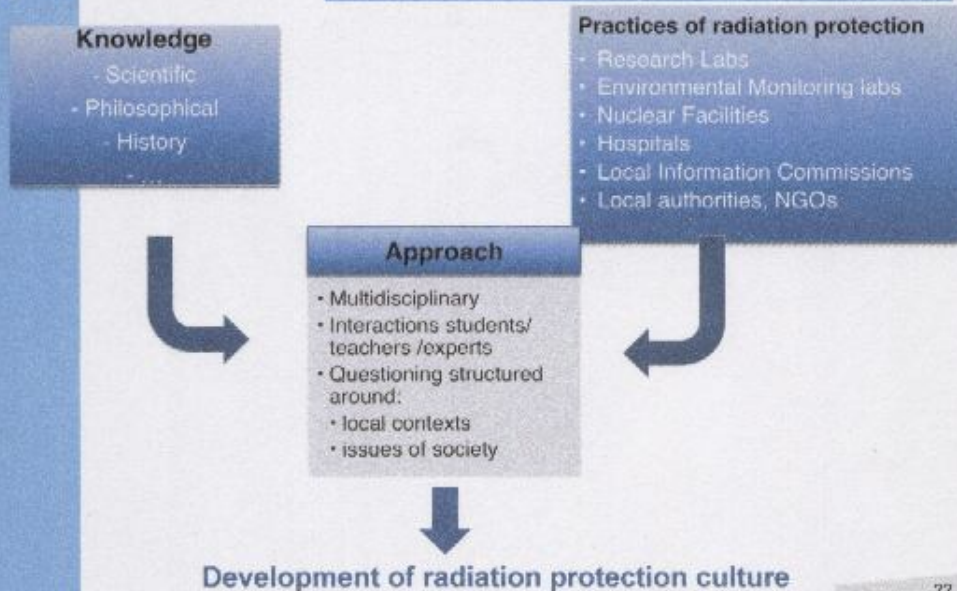 Knowledge
- Scientific
- Philosophical
- History
- ...
Practices of radiation protection
• Research Labs
• Environmental Monitoring labs
• Nuclear Facilities
• Hospitals
• Local Information Commissions
• Local authorities, NGOs
Approach
• Multidisciplinary
• Interactions students/
teachers /experts
• Questioning structured
around:
• local contexts
• issues of society
Development of radiation protection culture
22